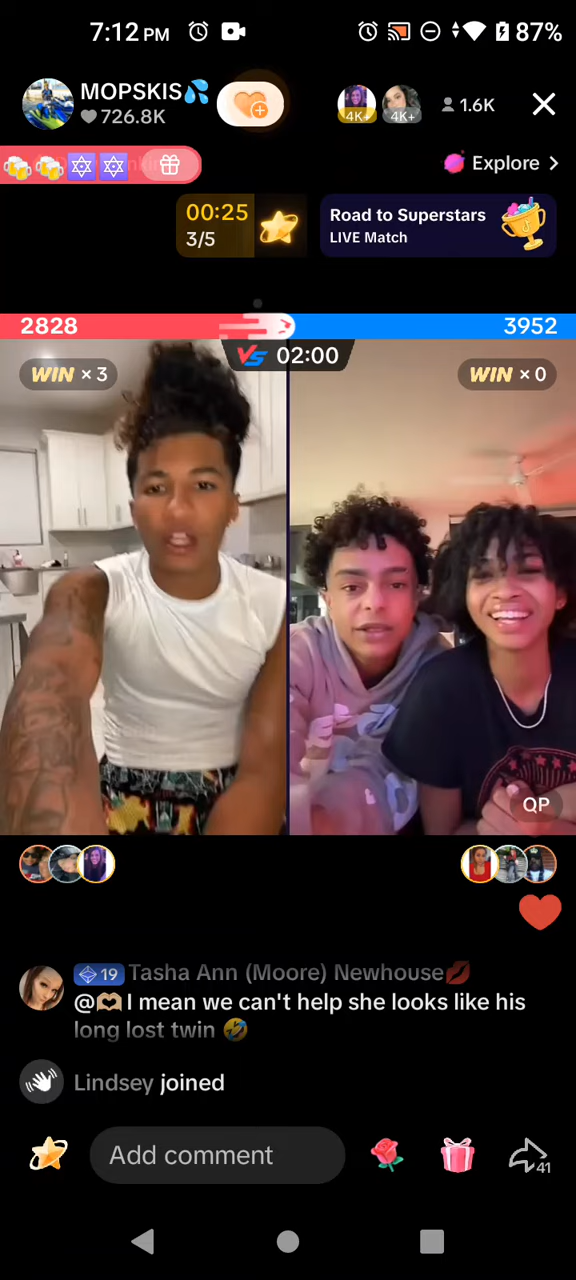 7:12 PM
87%
MOPSKIS💦
726.8K
4K+
4K+
1.6K
Explore >
00:25
3/5
Road to Superstars
LIVE Match
2828
3952
VS 02:00
WIN × 3
WIN × 0
QP
19 Tasha Ann (Moore) Newhouse💋
@🫶🏼I mean we can't help she looks like his
long lost twin 🤣
Lindsey joined
Add comment
41